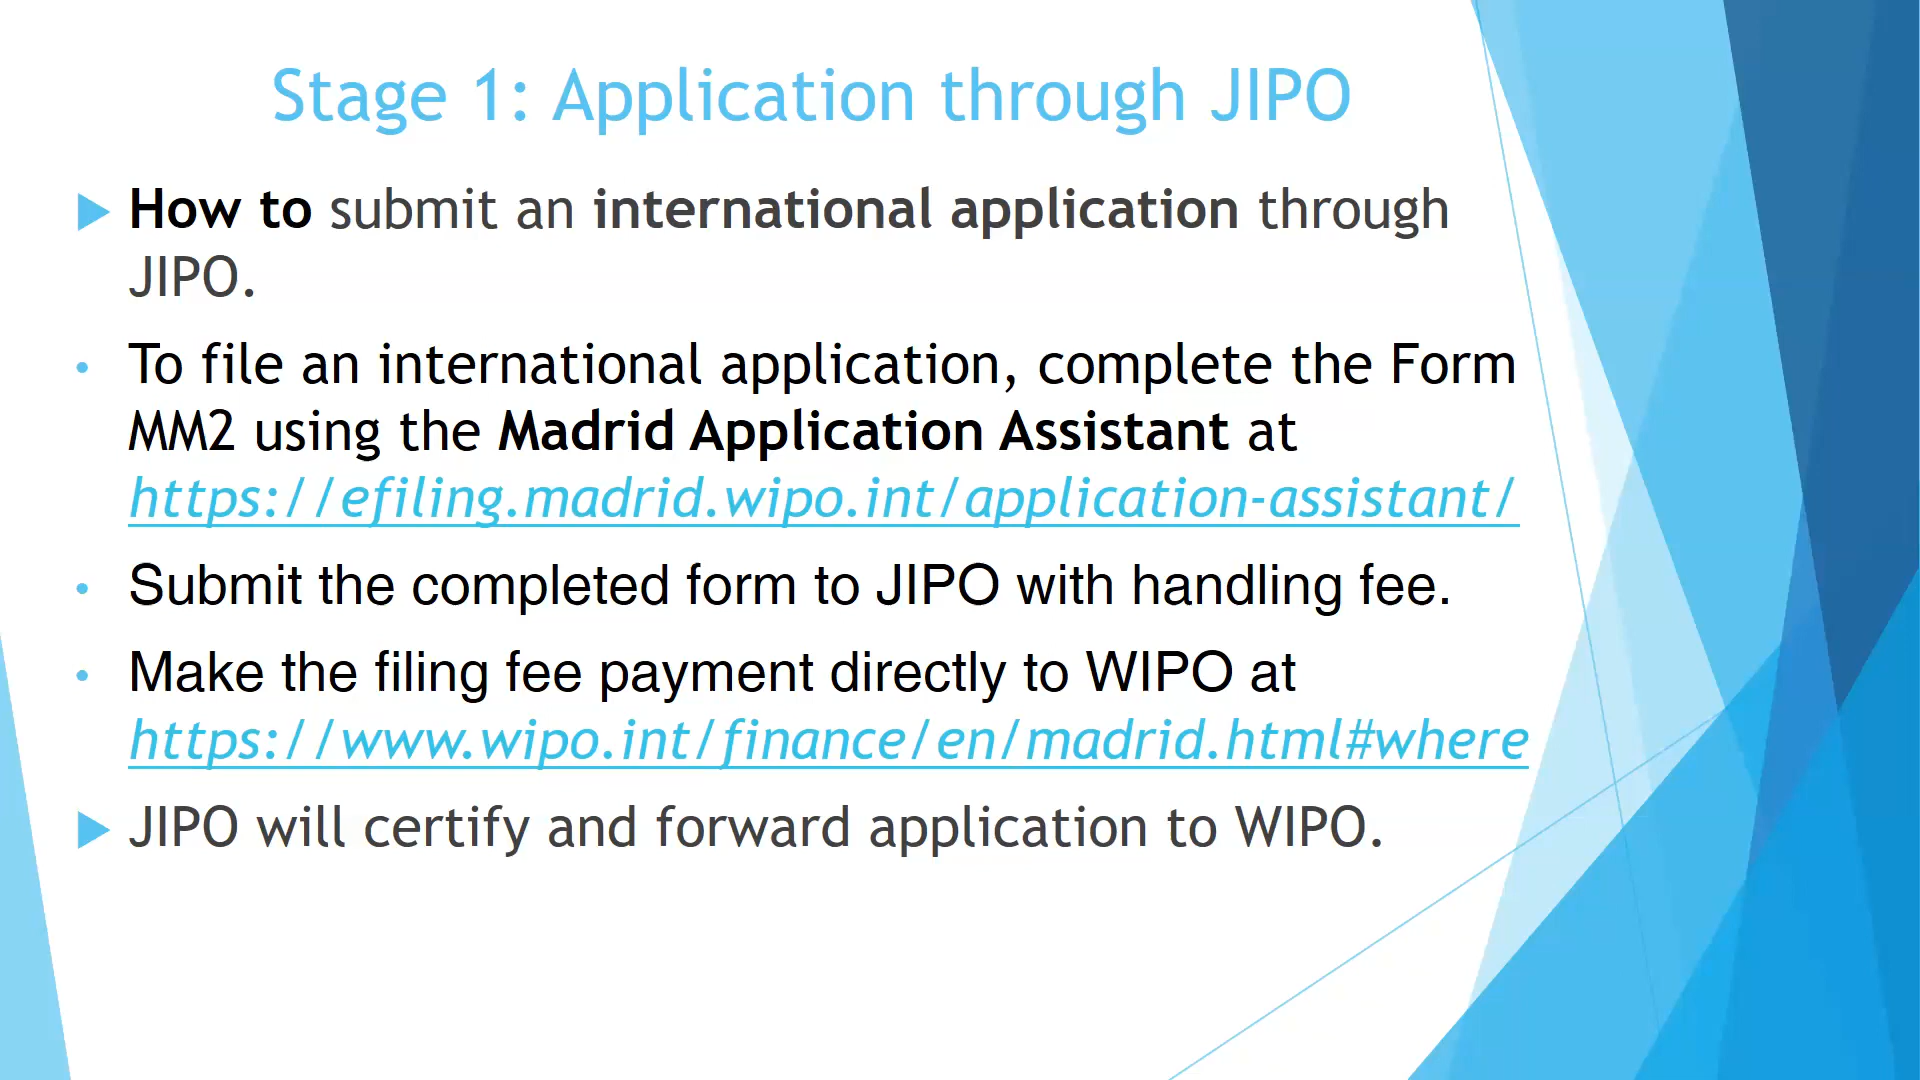 Stage 1: Application through JIPO
How to submit an international application through
JIPO.
To file an international application, complete the Form
MM2 using the Madrid Application Assistant at
https://efiling.madrid.wipo.int/application-assistant/
Submit the completed form to JIPO with handling fee.
Make the filing fee payment directly to WIPO at
https://www.wipo.int/finance/en/madrid.html#where
JIPO will certify and forward application to WIPO.